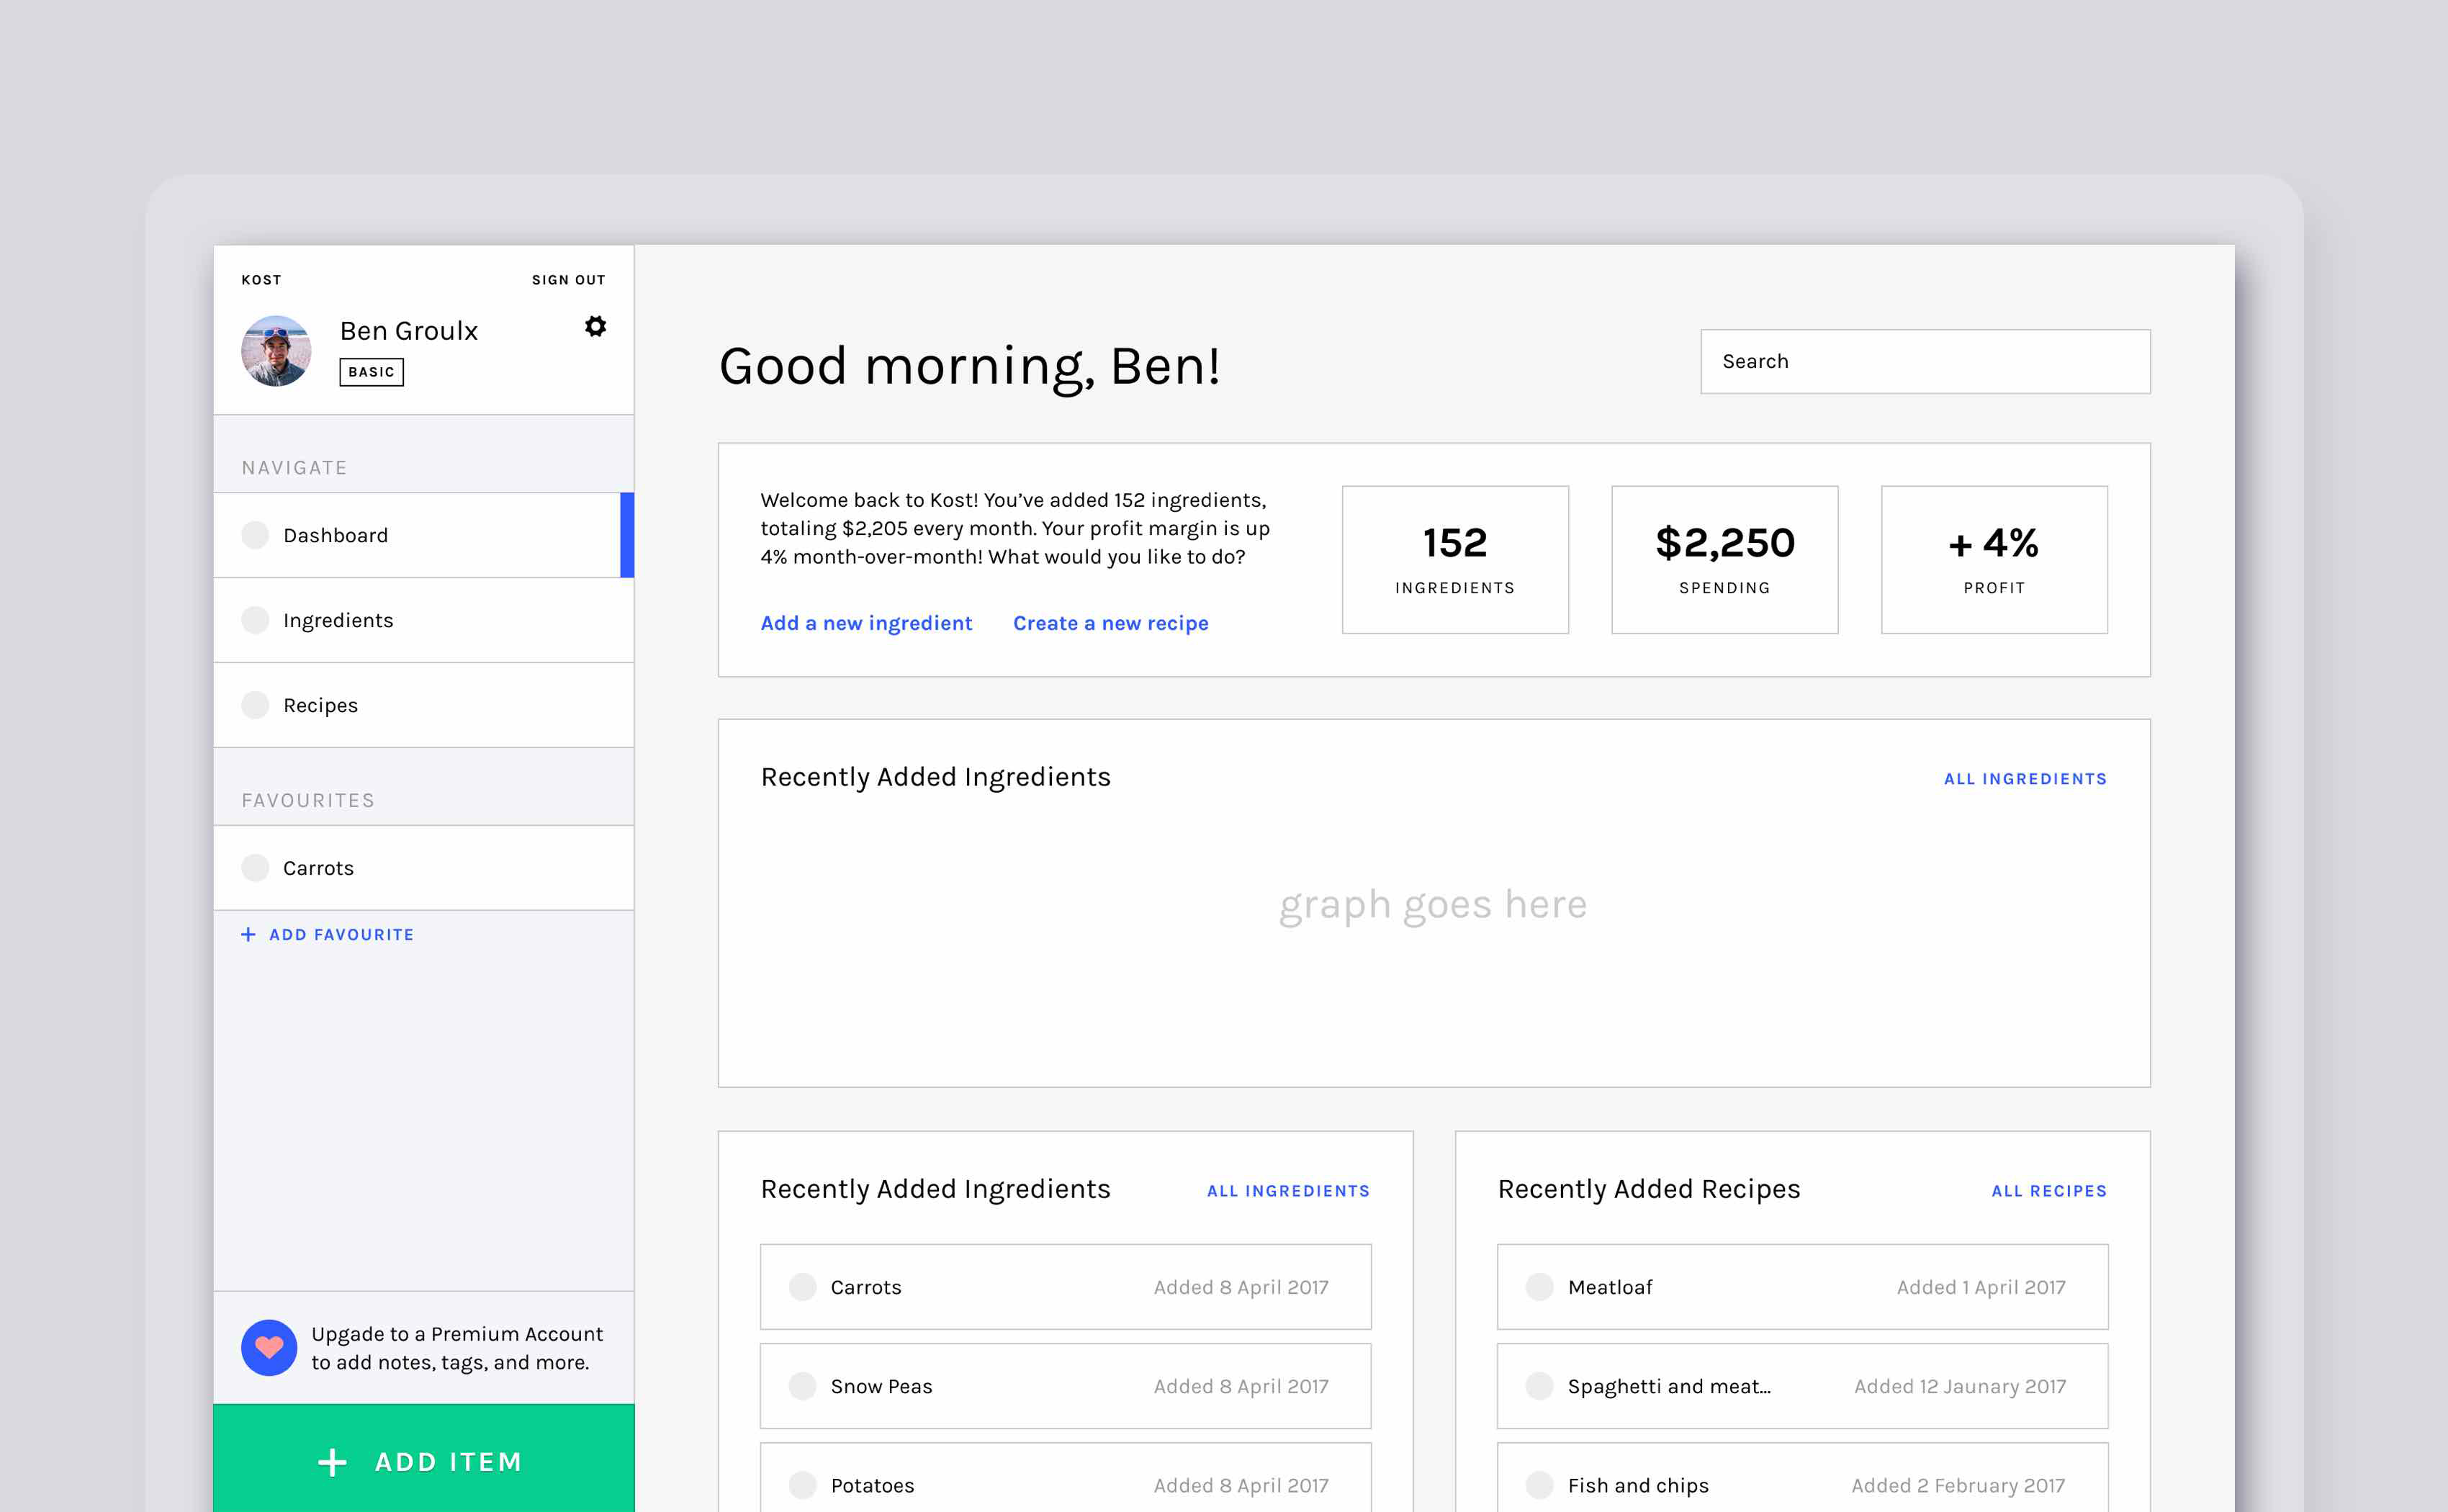 KOST
SIGN OUT
Ben Groulx
BASIC
NAVIGATE
Dashboard
Ingredients
Recipes
FAVOURITES
Carrots
+ ADD FAVOURITE
Upgade to a Premium Account
to add notes, tags, and more.
+ ADD ITEM
Good morning, Ben!
Search
Welcome back to Kost! You’ve added 152 ingredients,
totaling $2,205 every month. Your profit margin is up
4% month-over-month! What would you like to do?
Add a new ingredient
Create a new recipe
152
INGREDIENTS
$2,250
SPENDING
+ 4%
PROFIT
Recently Added Ingredients
ALL INGREDIENTS
graph goes here
Recently Added Ingredients
ALL INGREDIENTS
Carrots
Added 8 April 2017
Snow Peas
Added 8 April 2017
Potatoes
Added 8 April 2017
Recently Added Recipes
ALL RECIPES
Meatloaf
Added 1 April 2017
Spaghetti and meat...
Added 12 Jaunary 2017
Fish and chips
Added 2 February 2017